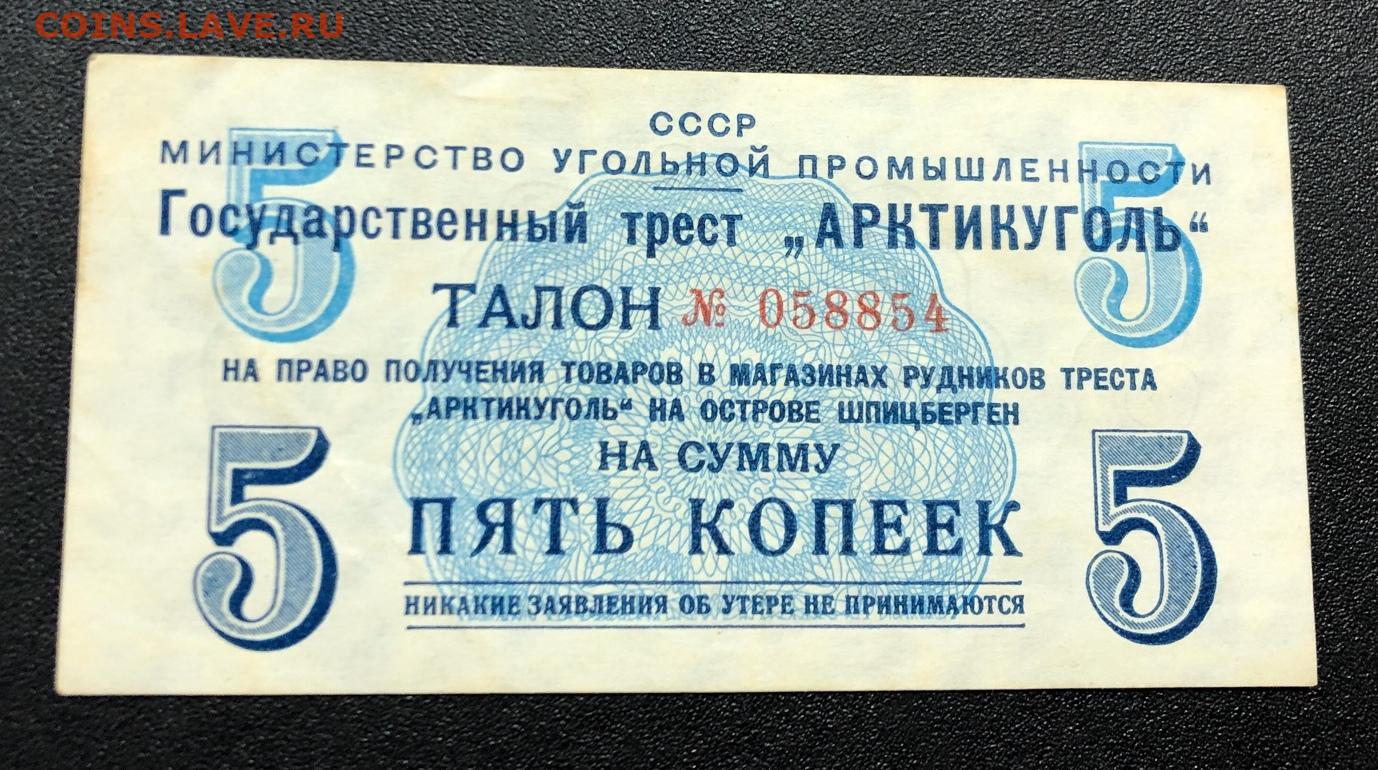 COINS.LAVE.RU
СССР
МИНИСТЕРСТВО УГОЛЬНОЙ ПРОМЫШЛЕННОСТИ
Государственный трест „АРКТИКУГОЛЬ“
5 5
ТАЛОН № 058854
НА ПРАВО ПОЛУЧЕНИЯ ТОВАРОВ В МАГАЗИНАХ РУДНИКОВ ТРЕСТА
„АРКТИКУГОЛЬ“ НА ОСТРОВЕ ШПИЦБЕРГЕН
НА СУММУ
5 ПЯТЬ КОПЕЕК 5
НИКАКИЕ ЗАЯВЛЕНИЯ ОБ УТЕРЕ НЕ ПРИНИМАЮТСЯ